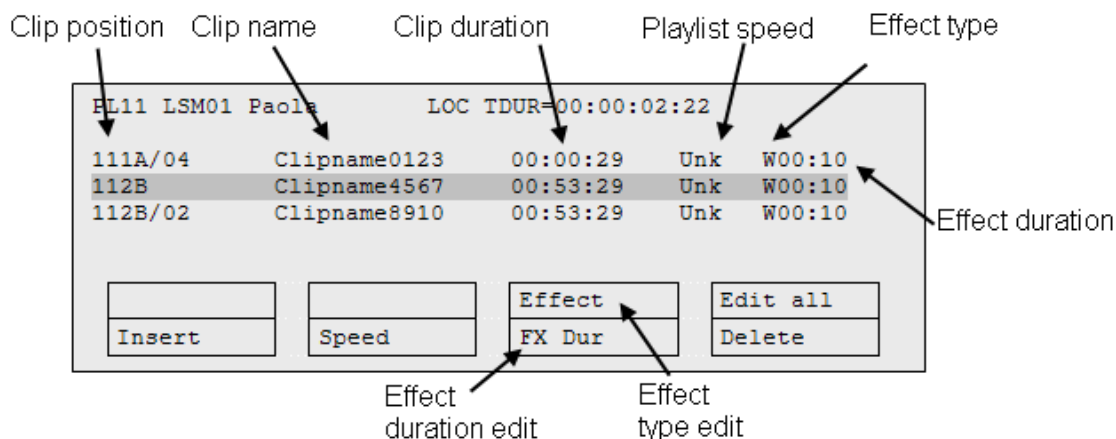 Clip position Clip name Clip duration Playlist speed Effect type
PL11 LSM01 Paola LOC TDUR=00:00:02:22
111A/04 Clipname0123 00:00:29 Unk W00:10
112B Clipname4567 00:53:29 Unk W00:10
112B/02 Clipname8910 00:53:29 Unk W00:10
Effect duration
Effect Edit all
Insert Speed FX Dur Delete
Effect duration edit
Effect type edit